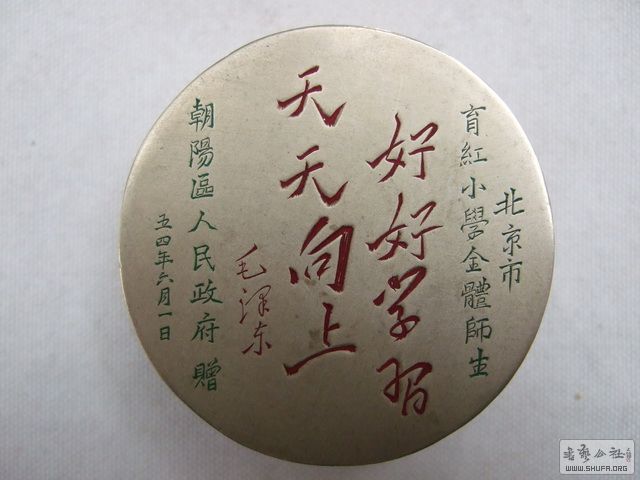 北京市
育紅小學金體師生
好好学習
天天向上
毛澤东
朝陽區人民政府贈
五四年六月一日
WWW.SHUFA.ORG